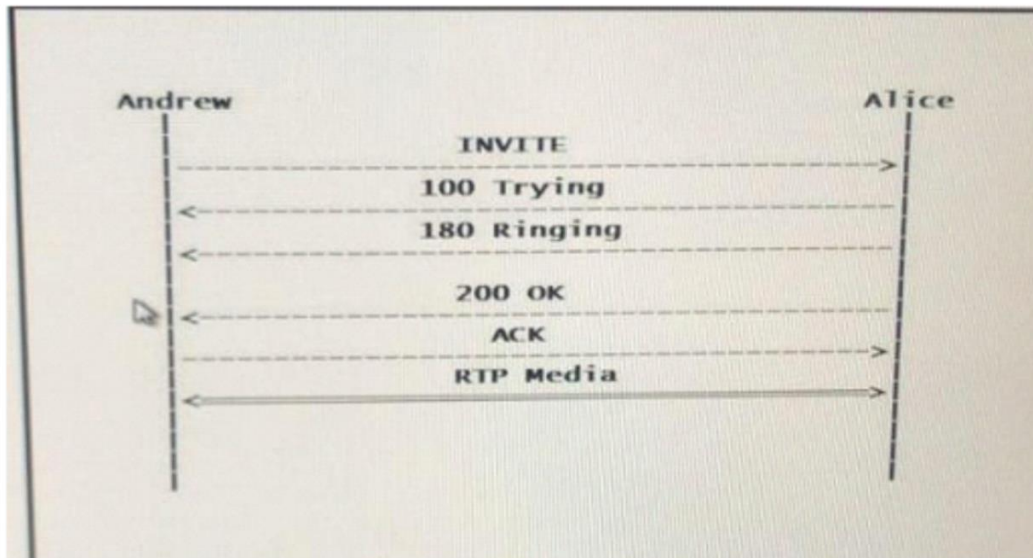 Andrew Alice
INVITE
100 Trying
180 Ringing
200 OK
ACK
RTP Media